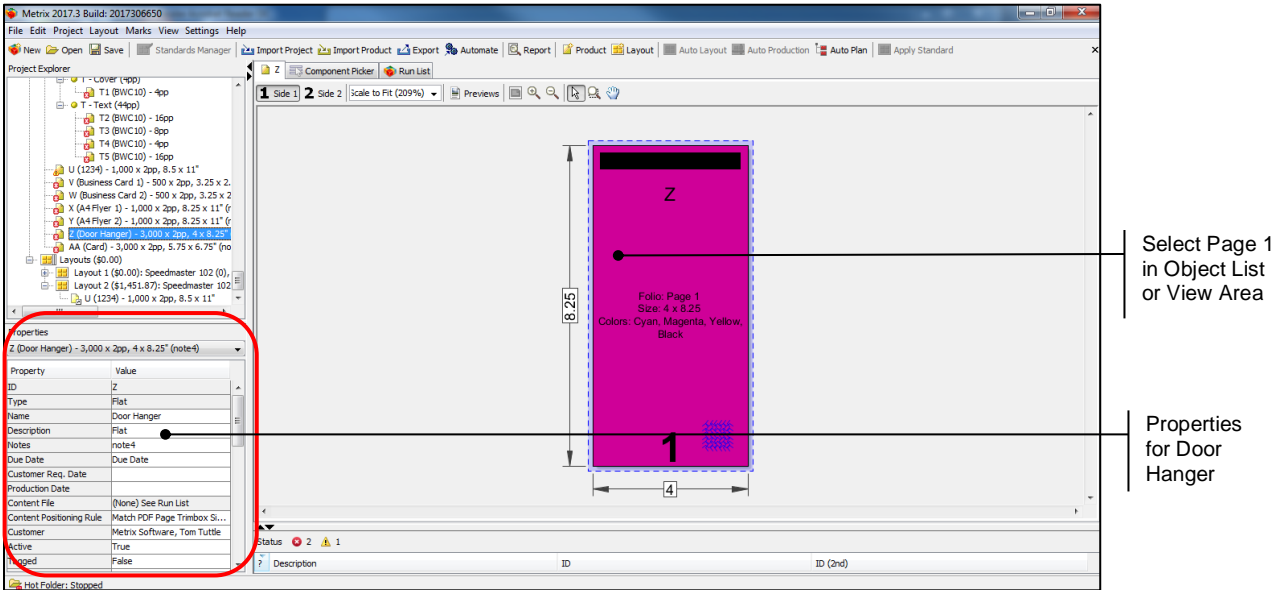 Metrix 2017.3 Build: 2017306650
File Edit Project Layout Marks View Settings Help
New Open Save Standards Manager Import Project Import Product Export Automate Report Product Layout Auto Layout Auto Production Auto Plan Apply Standard
Project Explorer
T - Cover (4pp)
T1 (BWC10) - 4pp
T - Text (44pp)
T2 (BWC10) - 16pp
T3 (BWC10) - 8pp
T4 (BWC10) - 4pp
T5 (BWC10) - 16pp
U (1234) - 1,000 x 2pp, 8.5 x 11"
V (Business Card 1) - 500 x 2pp, 3.25 x 2.
W (Business Card 2) - 500 x 2pp, 3.25 x 2
X (A4 Flyer 1) - 1,000 x 2pp, 8.25 x 11" (r
Y (A4 Flyer 2) - 1,000 x 2pp, 8.25 x 11" (r
Z (Door Hanger) - 3,000 x 2pp, 4 x 8.25"
AA (Card) - 3,000 x 2pp, 5.75 x 6.75" (no
Layouts ($0.00)
Layout 1 ($0.00): Speedmaster 102 (0),
Layout 2 ($1,451.87): Speedmaster 102
U (1234) - 1,000 x 2pp, 8.5 x 11"
Properties
Z (Door Hanger) - 3,000 x 2pp, 4 x 8.25" (note4)
Property Value
ID Z
Type Flat
Name Door Hanger
Description Flat
Notes note4
Due Date Due Date
Customer Req. Date
Production Date
Content File (None) See Run List
Content Positioning Rule Match PDF Page Trimbox Si...
Customer Metrix Software, Tom Tuttle
Active True
Tagged False
Hot Folder: Stopped
Z Component Picker Run List
1 Side 1 2 Side 2 Scale to Fit (209%) Previews
Z
Folio: Page 1
Size: 4 x 8.25
Colors: Cyan, Magenta, Yellow,
Black
1
8.25
4
Status 2 1
? Description ID ID (2nd)
Select Page 1
in Object List
or View Area
Properties
for Door
Hanger